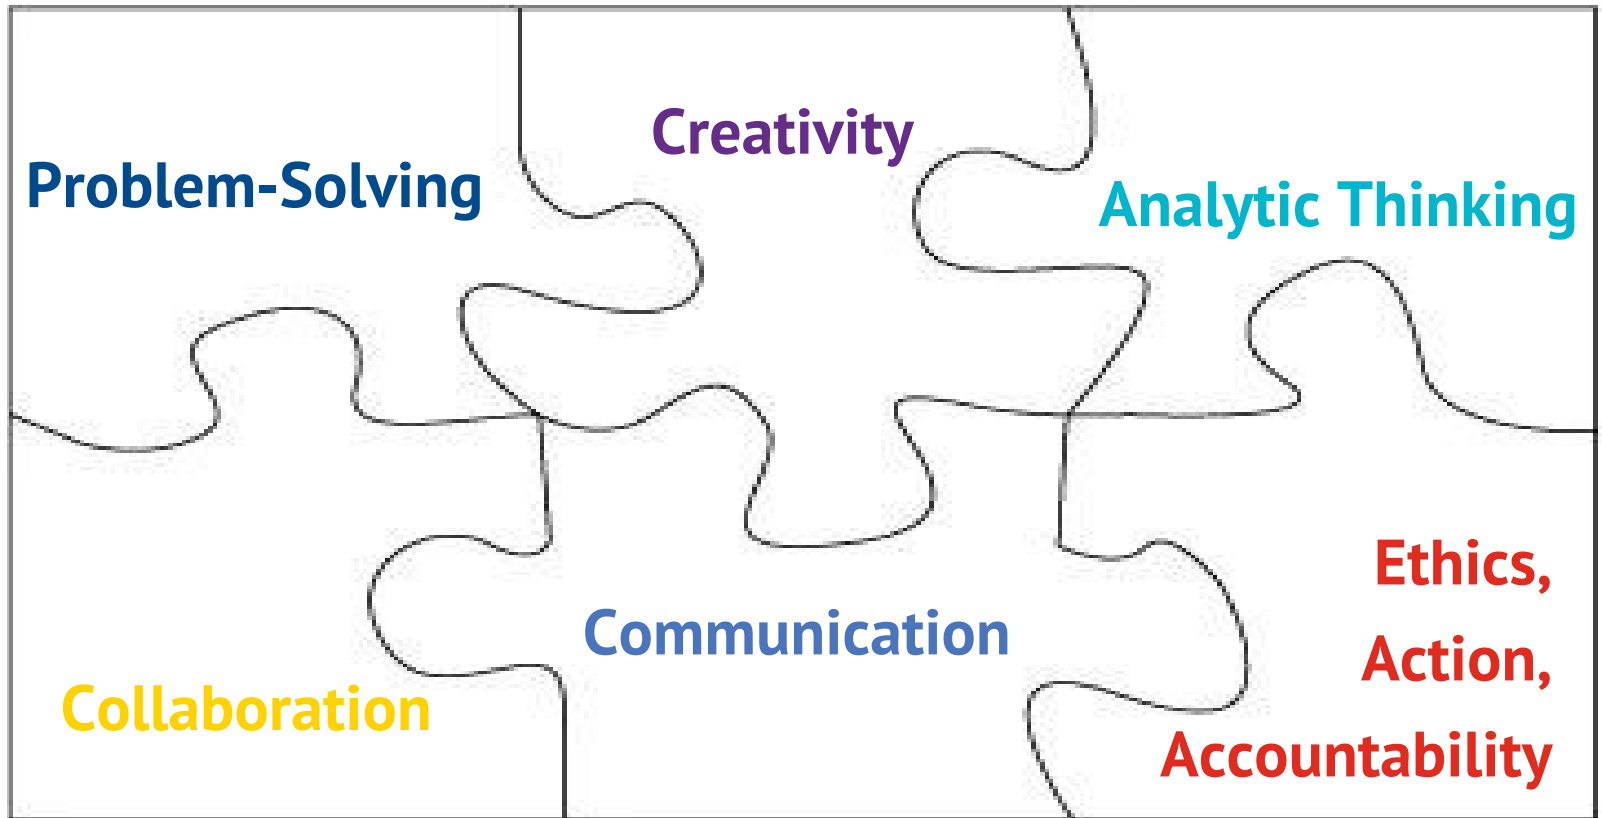 Creativity
Problem-Solving
Analytic Thinking
Ethics,
Action,
Accountability
Communication
Collaboration